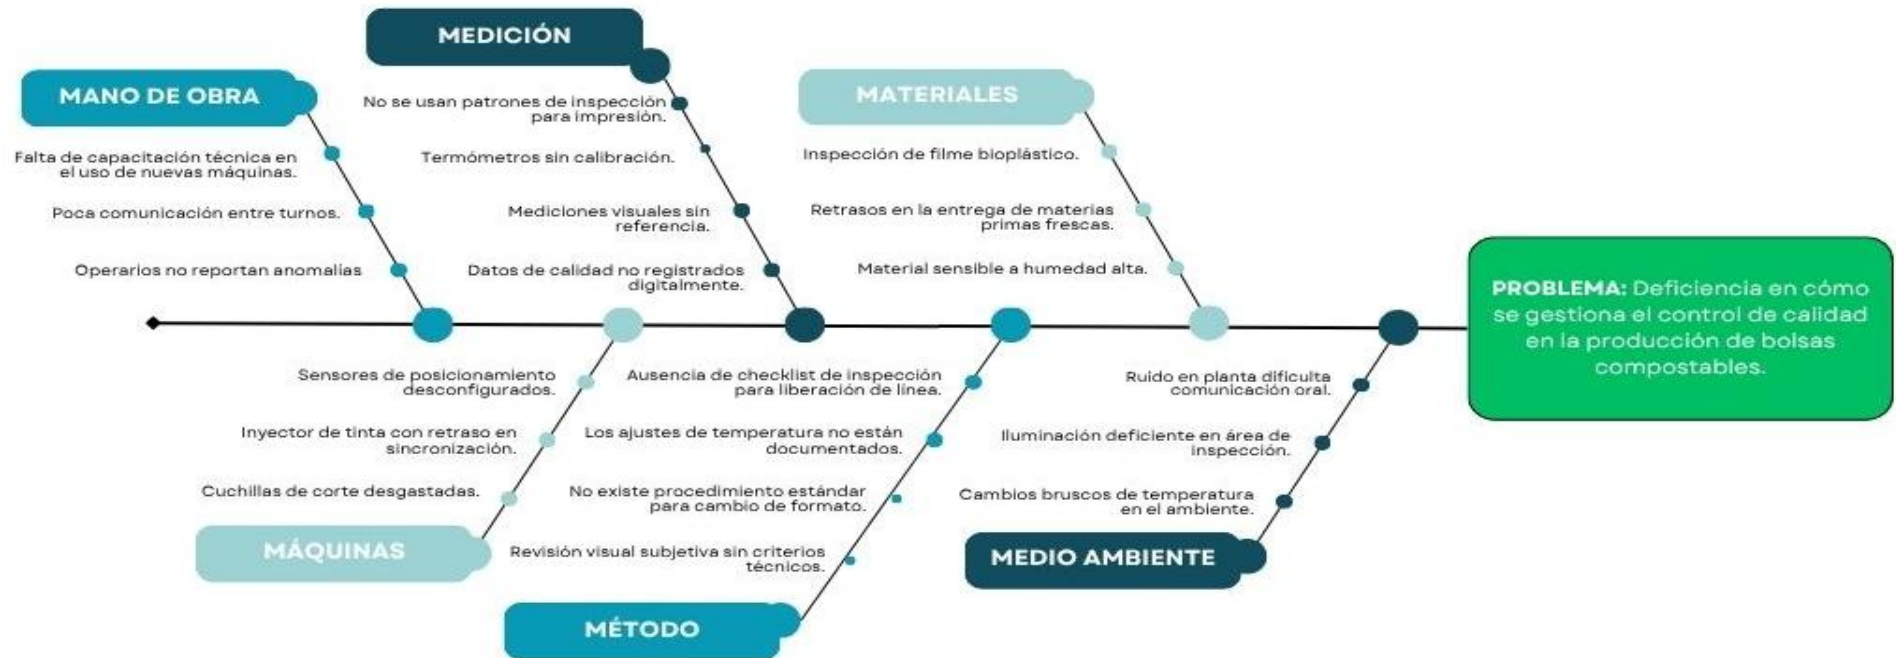 MEDICIÓN
No se usan patrones de inspección
para impresión.
Termómetros sin calibración.
Mediciones visuales sin
referencia.
Datos de calidad no registrados
digitalmente.
MANO DE OBRA
Falta de capacitación técnica en
el uso de nuevas máquinas.
Poca comunicación entre turnos.
Operarios no reportan anomalías
MATERIALES
Inspección de filme bioplástico.
Retrasos en la entrega de materias
primas frescas.
Material sensible a humedad alta.
PROBLEMA: Deficiencia en cómo
se gestiona el control de calidad
en la producción de bolsas
compostables.
Sensores de posicionamiento
desconfigurados.
Inyector de tinta con retraso en
sincronización.
Cuchillas de corte desgastadas.
MÁQUINAS
Ausencia de checklist de inspección
para liberación de línea.
Los ajustes de temperatura no están
documentados.
No existe procedimiento estándar
para cambio de formato.
Revisión visual subjetiva sin criterios
técnicos.
MÉTODO
Ruido en planta dificulta
comunicación oral.
Iluminación deficiente en área de
inspección.
Cambios bruscos de temperatura
en el ambiente.
MEDIO AMBIENTE